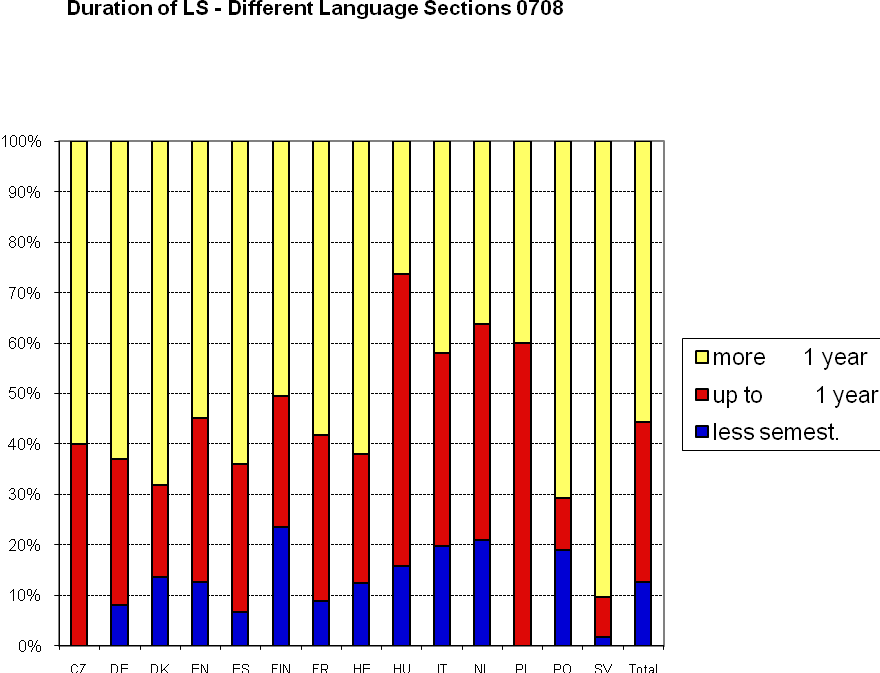 Duration of LS - Different Language Sections 0708
100%
90%
80%
70%
60%
50%
40%
30%
20%
10%
0%
CZ DE DK EN ES FIN FR HE HU IT NL PL PO SV Total
more 1 year
up to 1 year
less semest.